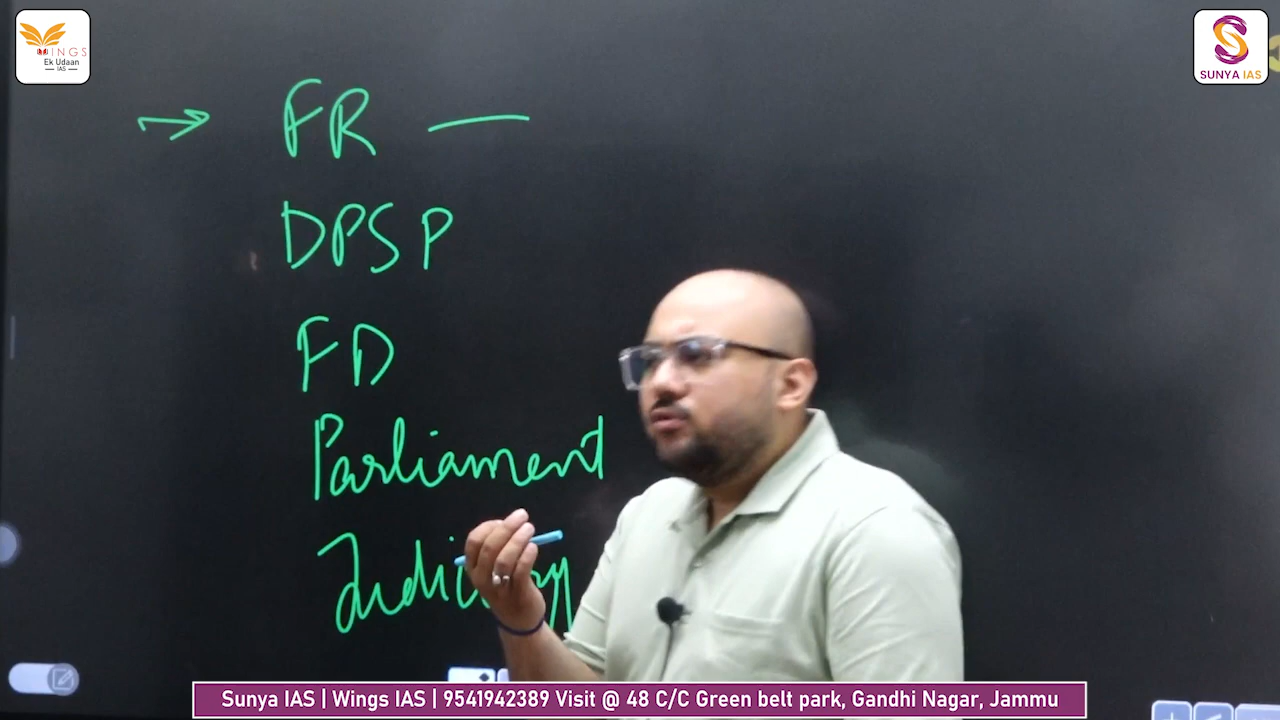 WINGS
Ek Udaan
IAS
SUNYA IAS
→ FR —
DPSP
FD
Parliament
Judiciary
Sunya IAS | Wings IAS | 9541942389 Visit @ 48 C/C Green belt park, Gandhi Nagar, Jammu